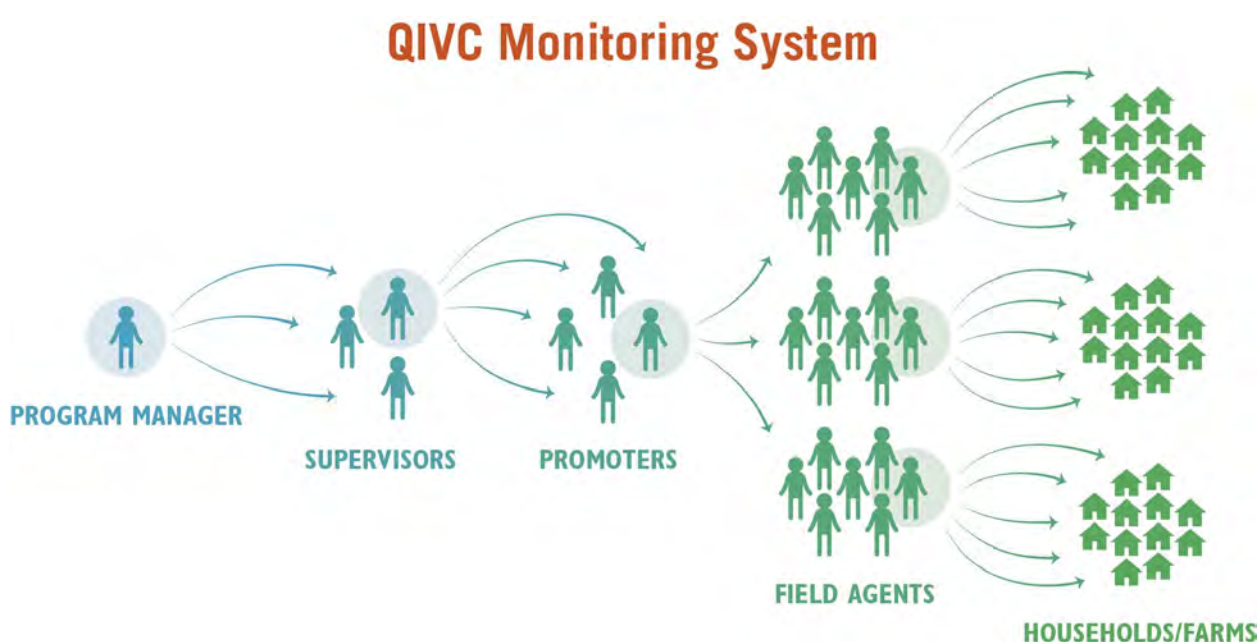 QIVC Monitoring System
PROGRAM MANAGER
SUPERVISORS
PROMOTERS
FIELD AGENTS
HOUSEHOLDS/FARMS